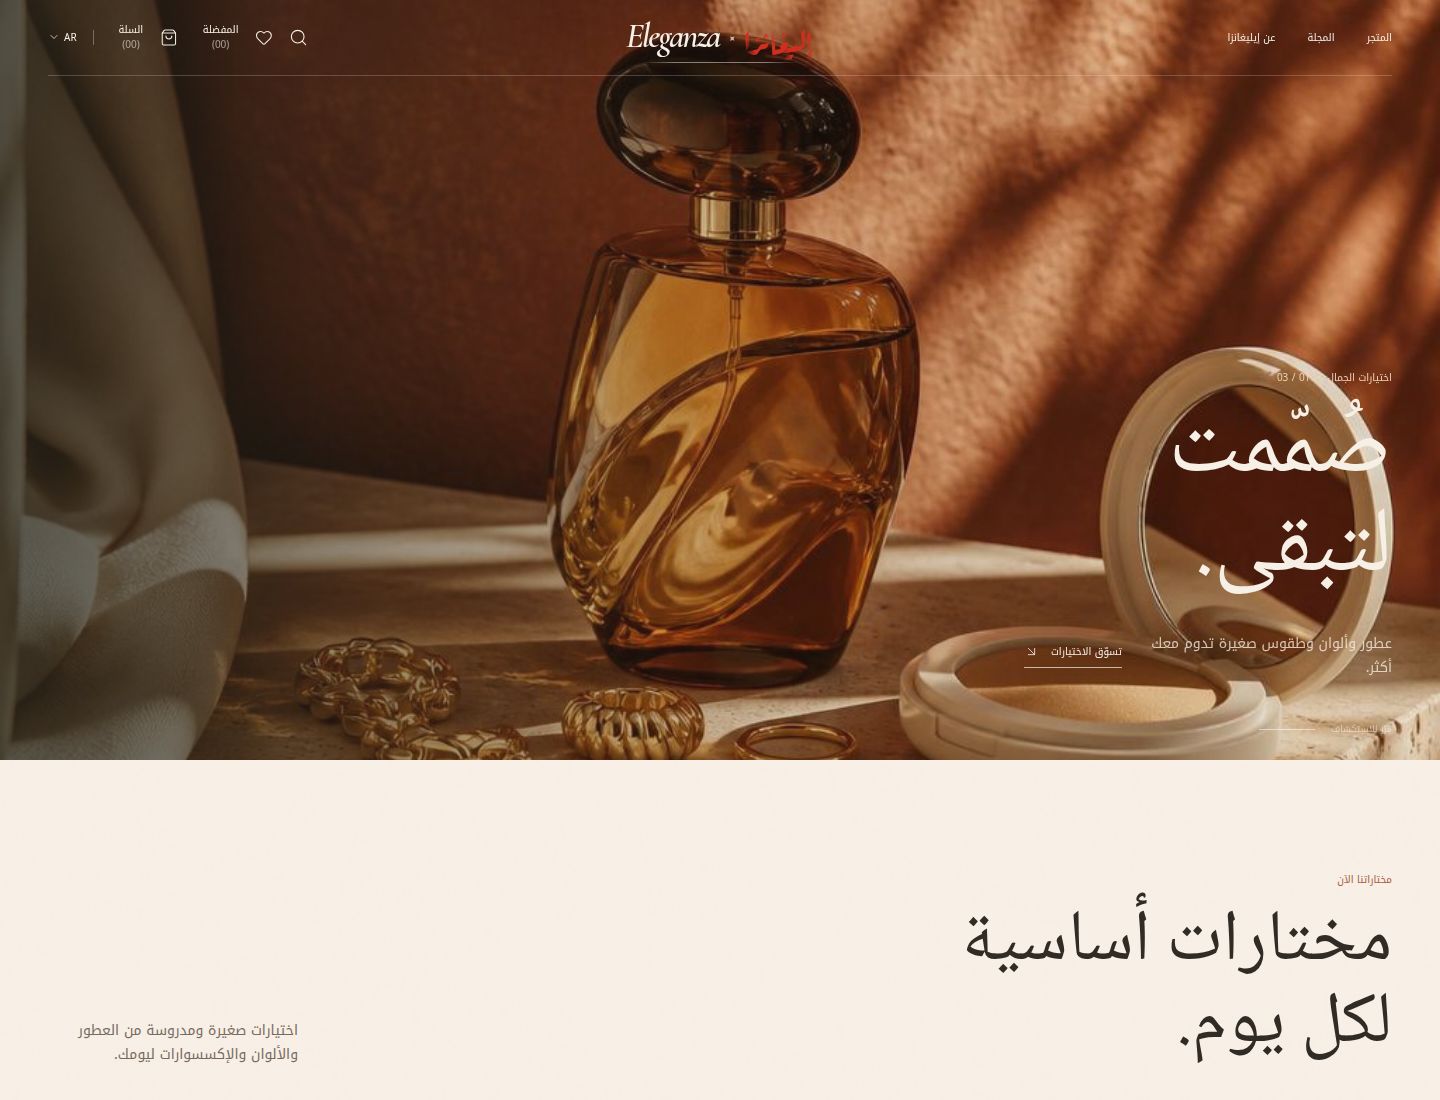 المتجر
المجلة
عن إيليغانزا
إليغانزا × Eleganza
المفضلة
(00)
السلة
(00)
AR
اختيارات الجمال
01 / 03
صُمّمت
لتبقى.
عطور وألوان وطقوس صغيرة تدوم معك
أكثر.
تسوّق الاختيارات
مختاراتنا الآن
مختارات أساسية
لكل يوم.
اختيارات صغيرة ومدروسة من العطور
والألوان والإكسسوارات ليومك.